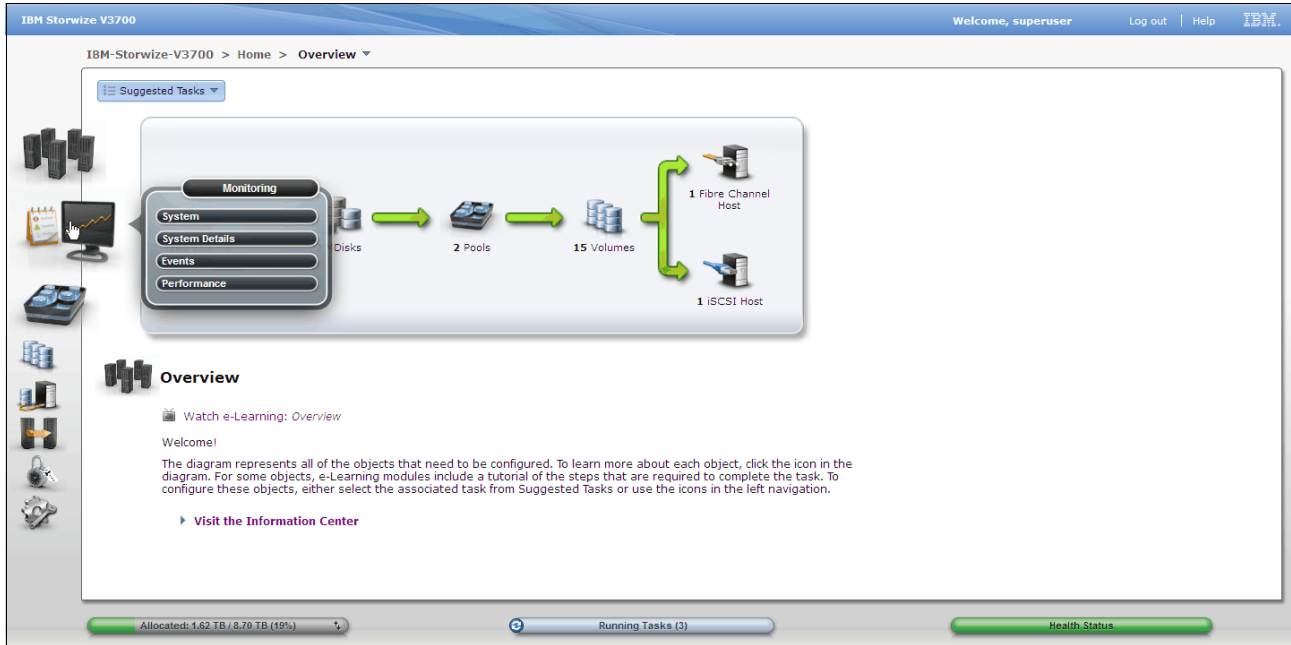 IBM Storwize V3700
Welcome, superuser
Log out | Help
IBM.
IBM-Storwize-V3700 > Home > Overview
Suggested Tasks
Monitoring
System
System Details
Events
Performance
Disks
2 Pools
15 Volumes
1 Fibre Channel
Host
1 iSCSI Host
Overview
Watch e-Learning: Overview
Welcome!
The diagram represents all of the objects that need to be configured. To learn more about each object, click the icon in the
diagram. For some objects, e-Learning modules include a tutorial of the steps that are required to complete the task. To
configure these objects, either select the associated task from Suggested Tasks or use the icons in the left navigation.
Visit the Information Center
Allocated: 1.62 TB / 8.70 TB (19%)
Running Tasks (3)
Health Status